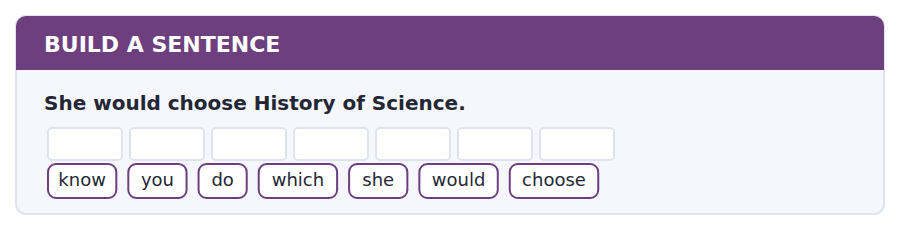 BUILD A SENTENCE
She would choose History of Science.
know you do which she would choose